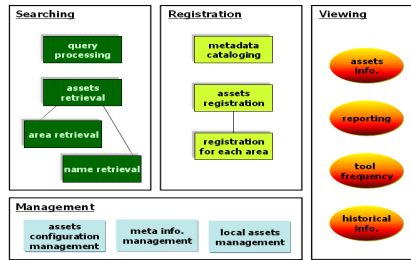 Searching
query
processing
assets
retrieval
area retrieval
name retrieval
Registration
metadata
cataloging
assets
registration
registration
for each area
Viewing
assets
info.
reporting
tool
frequency
historical
info.
Management
assets
configuration
management
meta info.
management
local assets
management